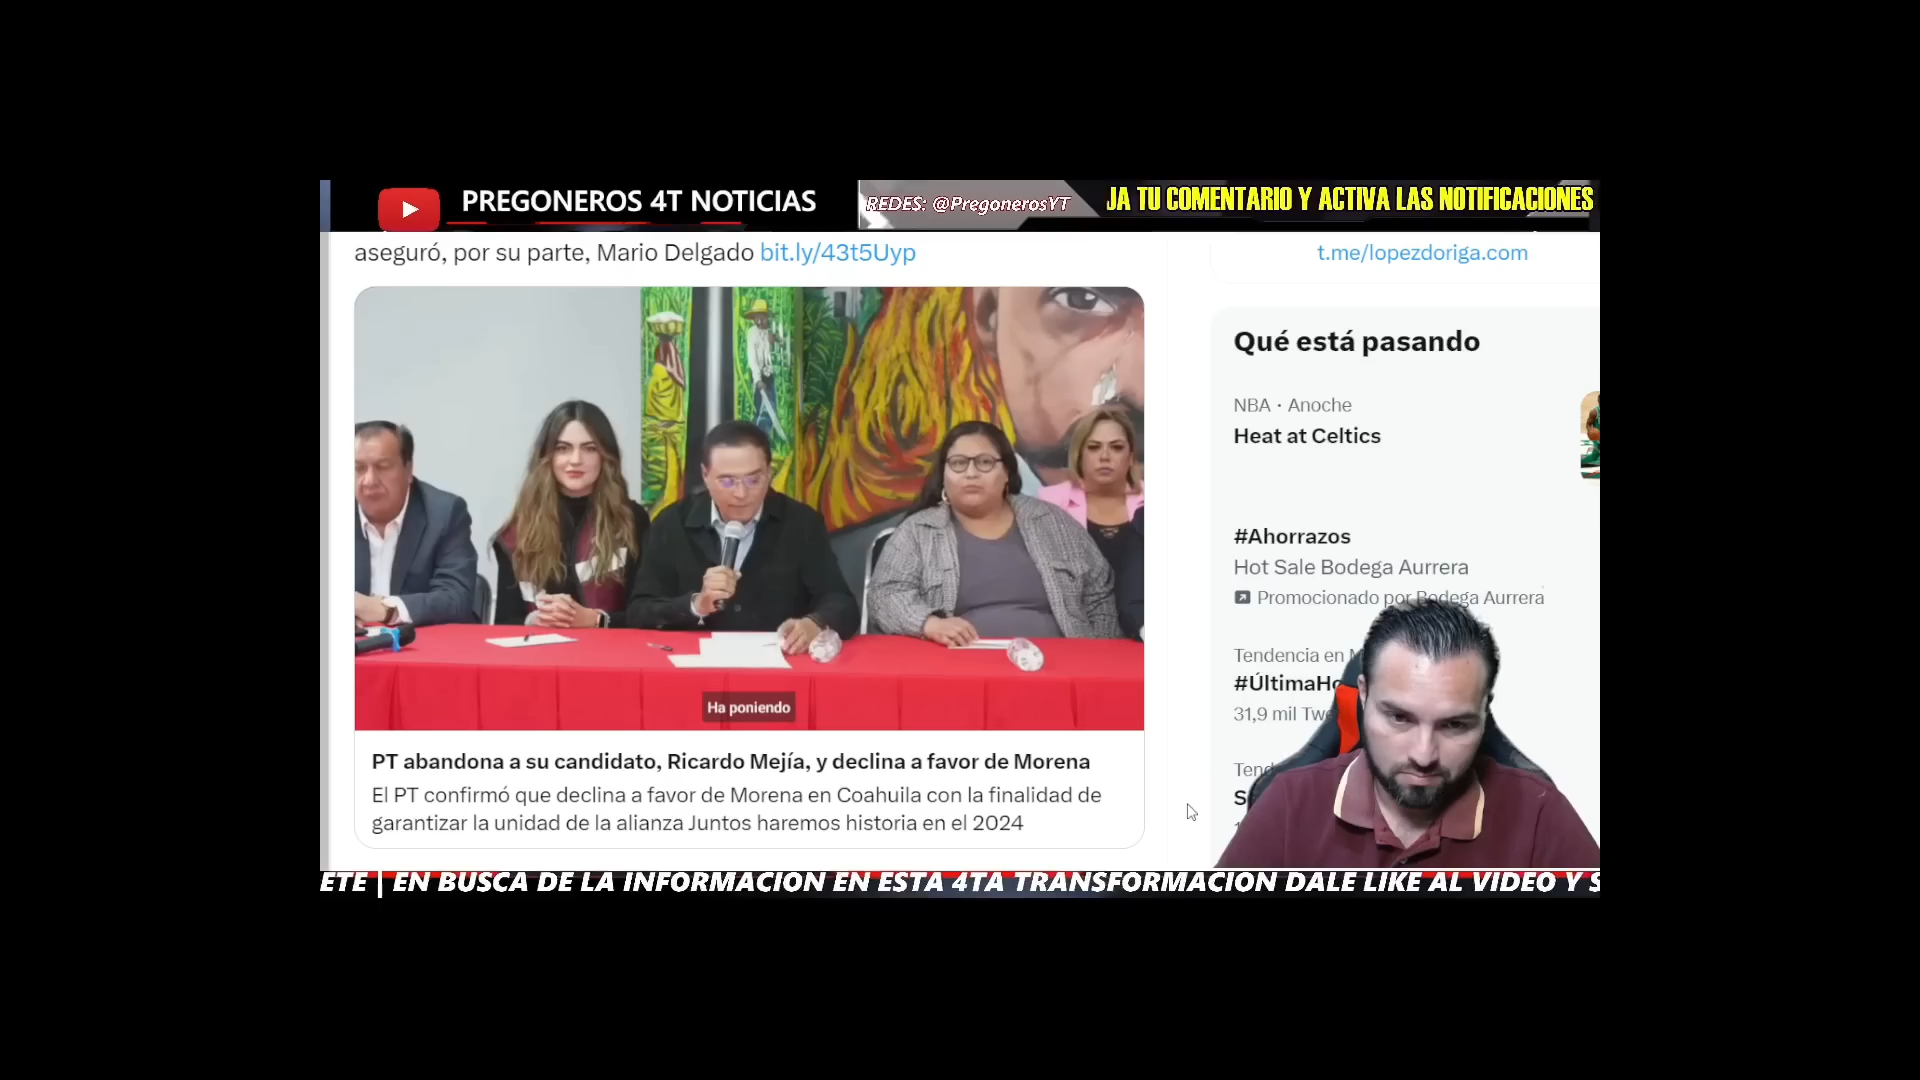 PREGONEROS 4T NOTICIAS
REDES: @PregonerosYT
JA TU COMENTARIO Y ACTIVA LAS NOTIFICACIONES
aseguró, por su parte, Mario Delgado bit.ly/43t5Uyp
Ha poniendo
PT abandona a su candidato, Ricardo Mejía, y declina a favor de Morena
El PT confirmó que declina a favor de Morena en Coahuila con la finalidad de
garantizar la unidad de la alianza Juntos haremos historia en el 2024
t.me/lopezdoriga.com
Qué está pasando
NBA · Anoche
Heat at Celtics
#Ahorrazos
Hot Sale Bodega Aurrera
Promocionado por Bodega Aurrera
Tendencia en
#ÚltimaHo
31,9 mil Twe
Tend
ETE | EN BUSCA DE LA INFORMACION EN ESTA 4TA TRANSFORMACION DALE LIKE AL VIDEO Y S